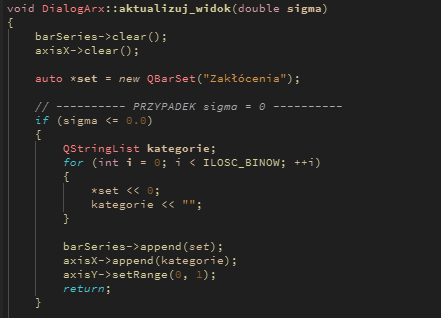 void DialogArx::aktualizuj_widok(double sigma)
{
    barSeries->clear();
    axisX->clear();

    auto *set = new QBarSet("Zakłócenia");

    // ---------- PRZYPADEK sigma = 0 ----------
    if (sigma <= 0.0)
    {
        QStringList kategorie;
        for (int i = 0; i < ILOSC_BINOW; ++i)
        {
            *set << 0;
            kategorie << "";
        }

        barSeries->append(set);
        axisX->append(kategorie);
        axisY->setRange(0, 1);
        return;
    }